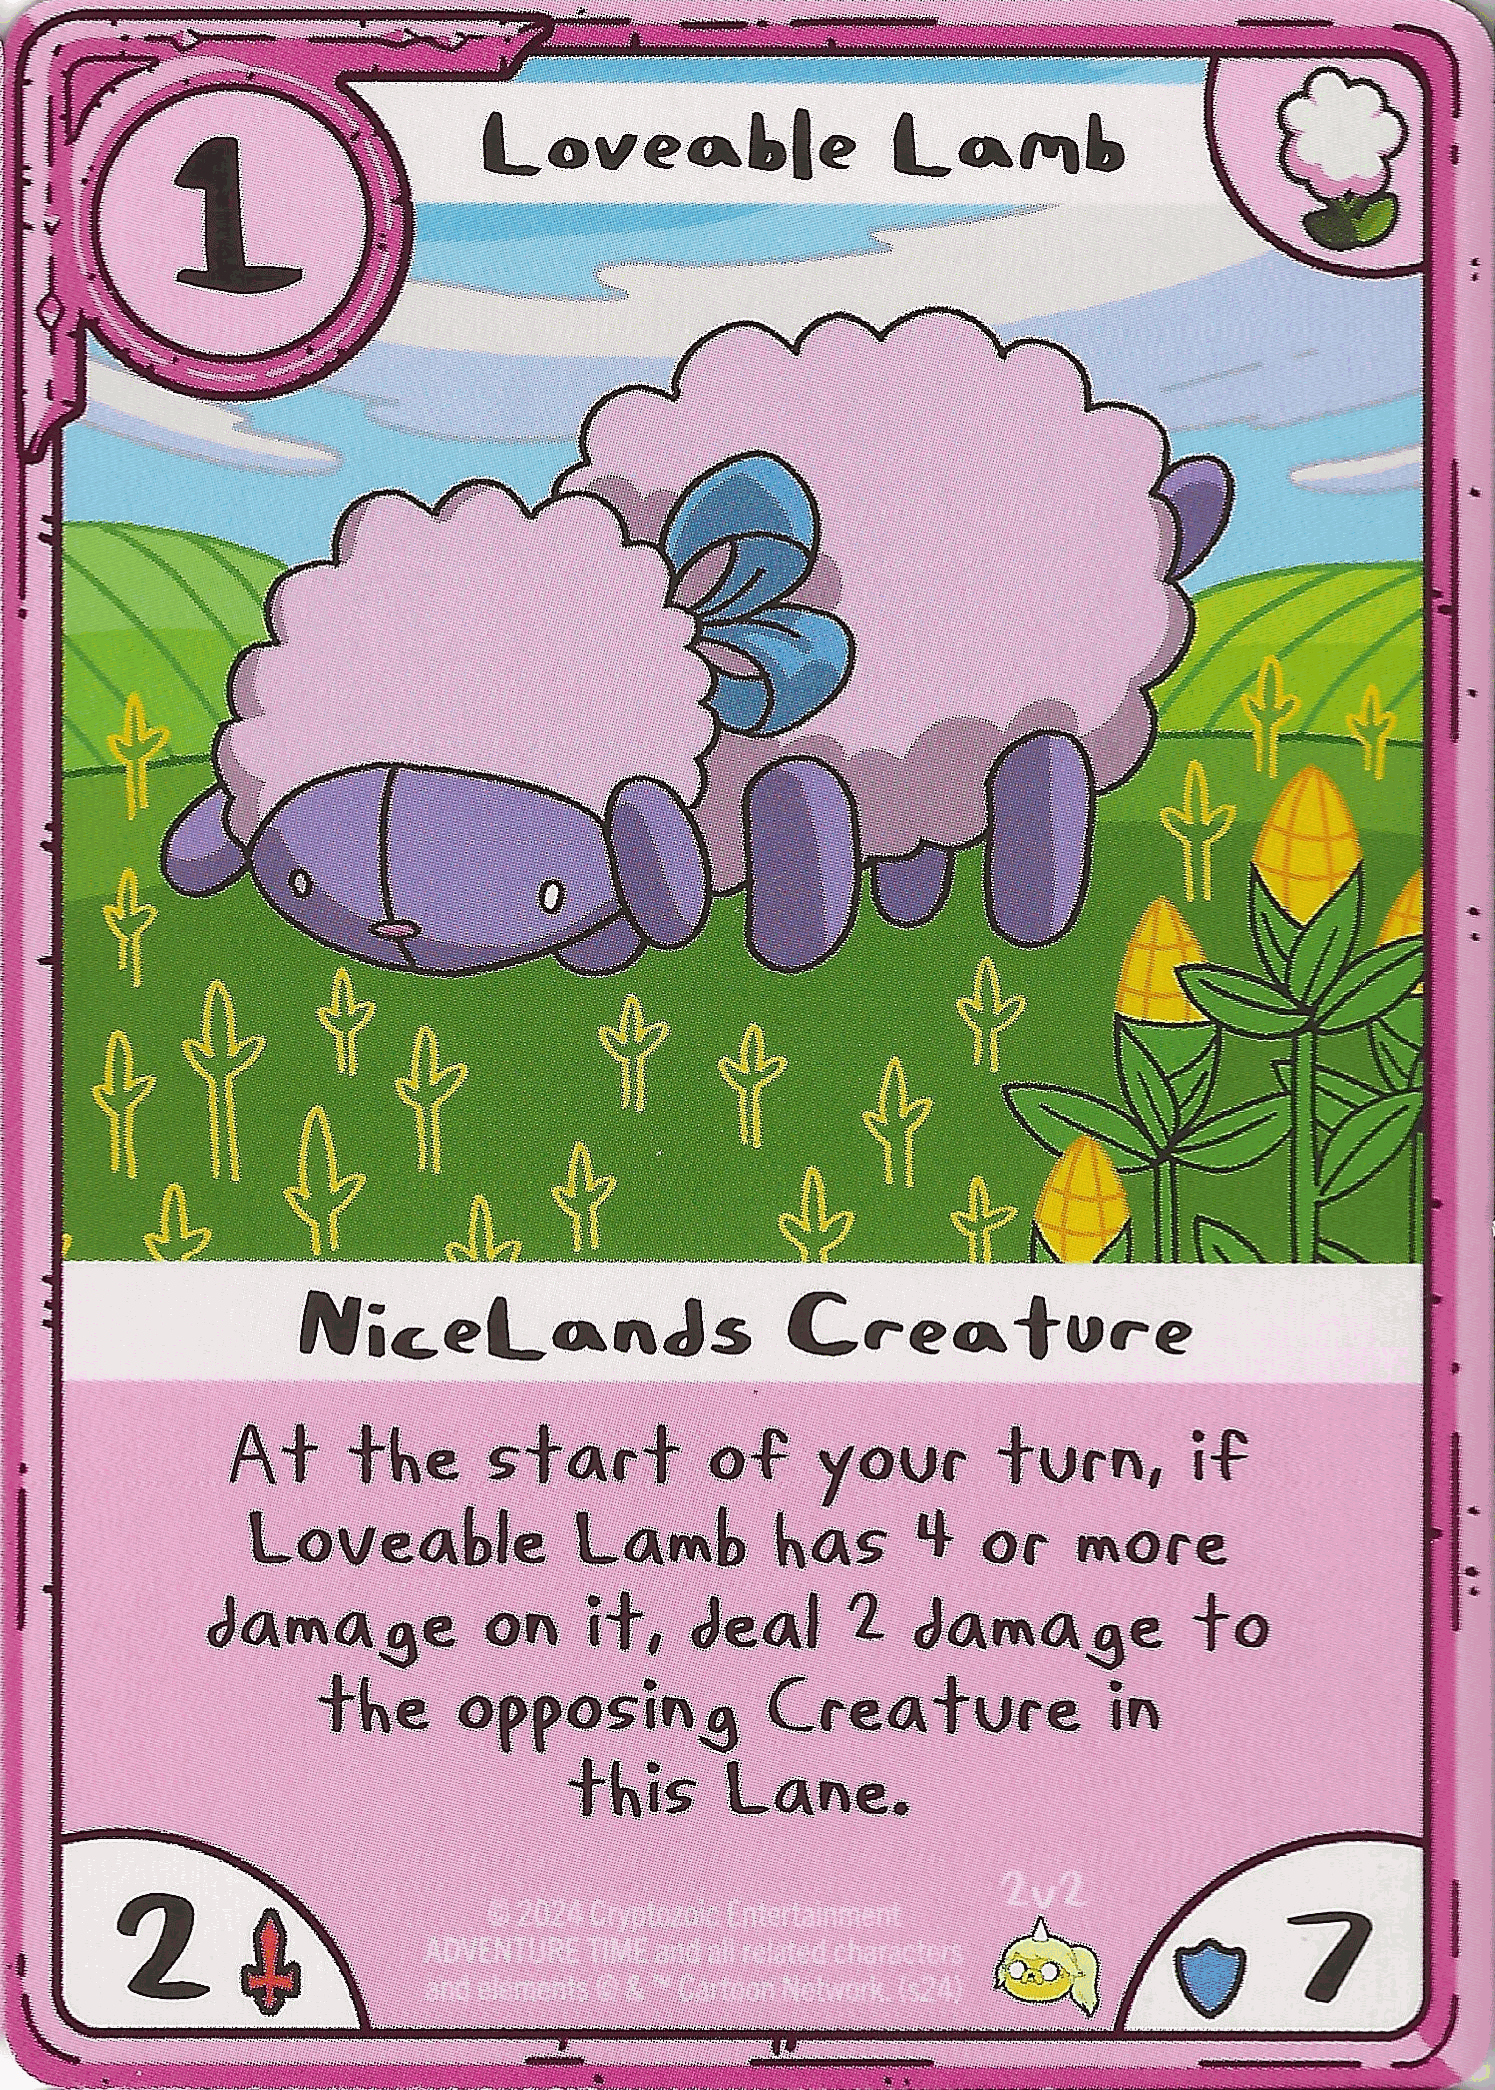 1
Loveable Lamb
NiceLands Creature
At the start of your turn, if
Loveable Lamb has 4 or more
damage on it, deal 2 damage to
the opposing Creature in
this Lane.
2v2
© 2024 Cryptozoic Entertainment
ADVENTURE TIME and all related characters
and elements © & ™ Cartoon Network. (s24)
2
7